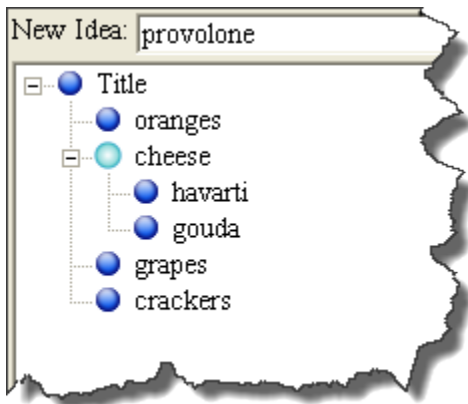 New Idea: provolone
Title
oranges
cheese
havarti
gouda
grapes
crackers